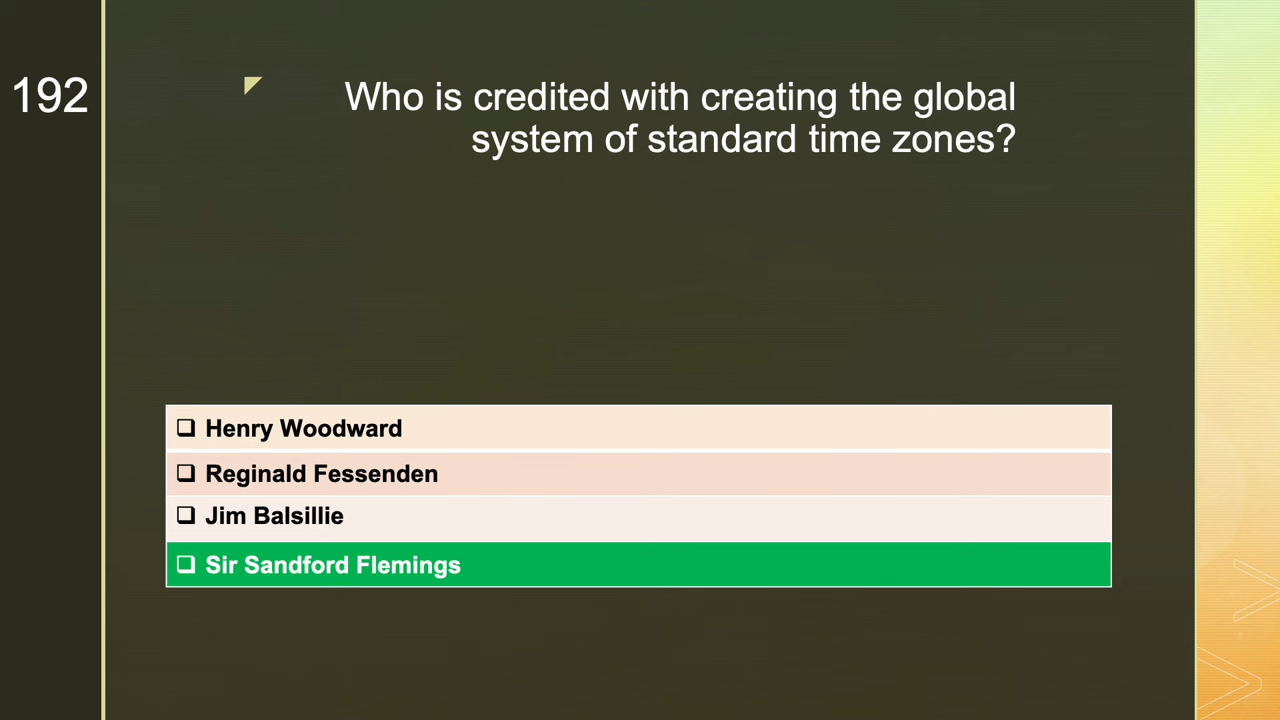 192
Who is credited with creating the global
system of standard time zones?
❑ Henry Woodward
❑ Reginald Fessenden
❑ Jim Balsillie
❑ Sir Sandford Flemings